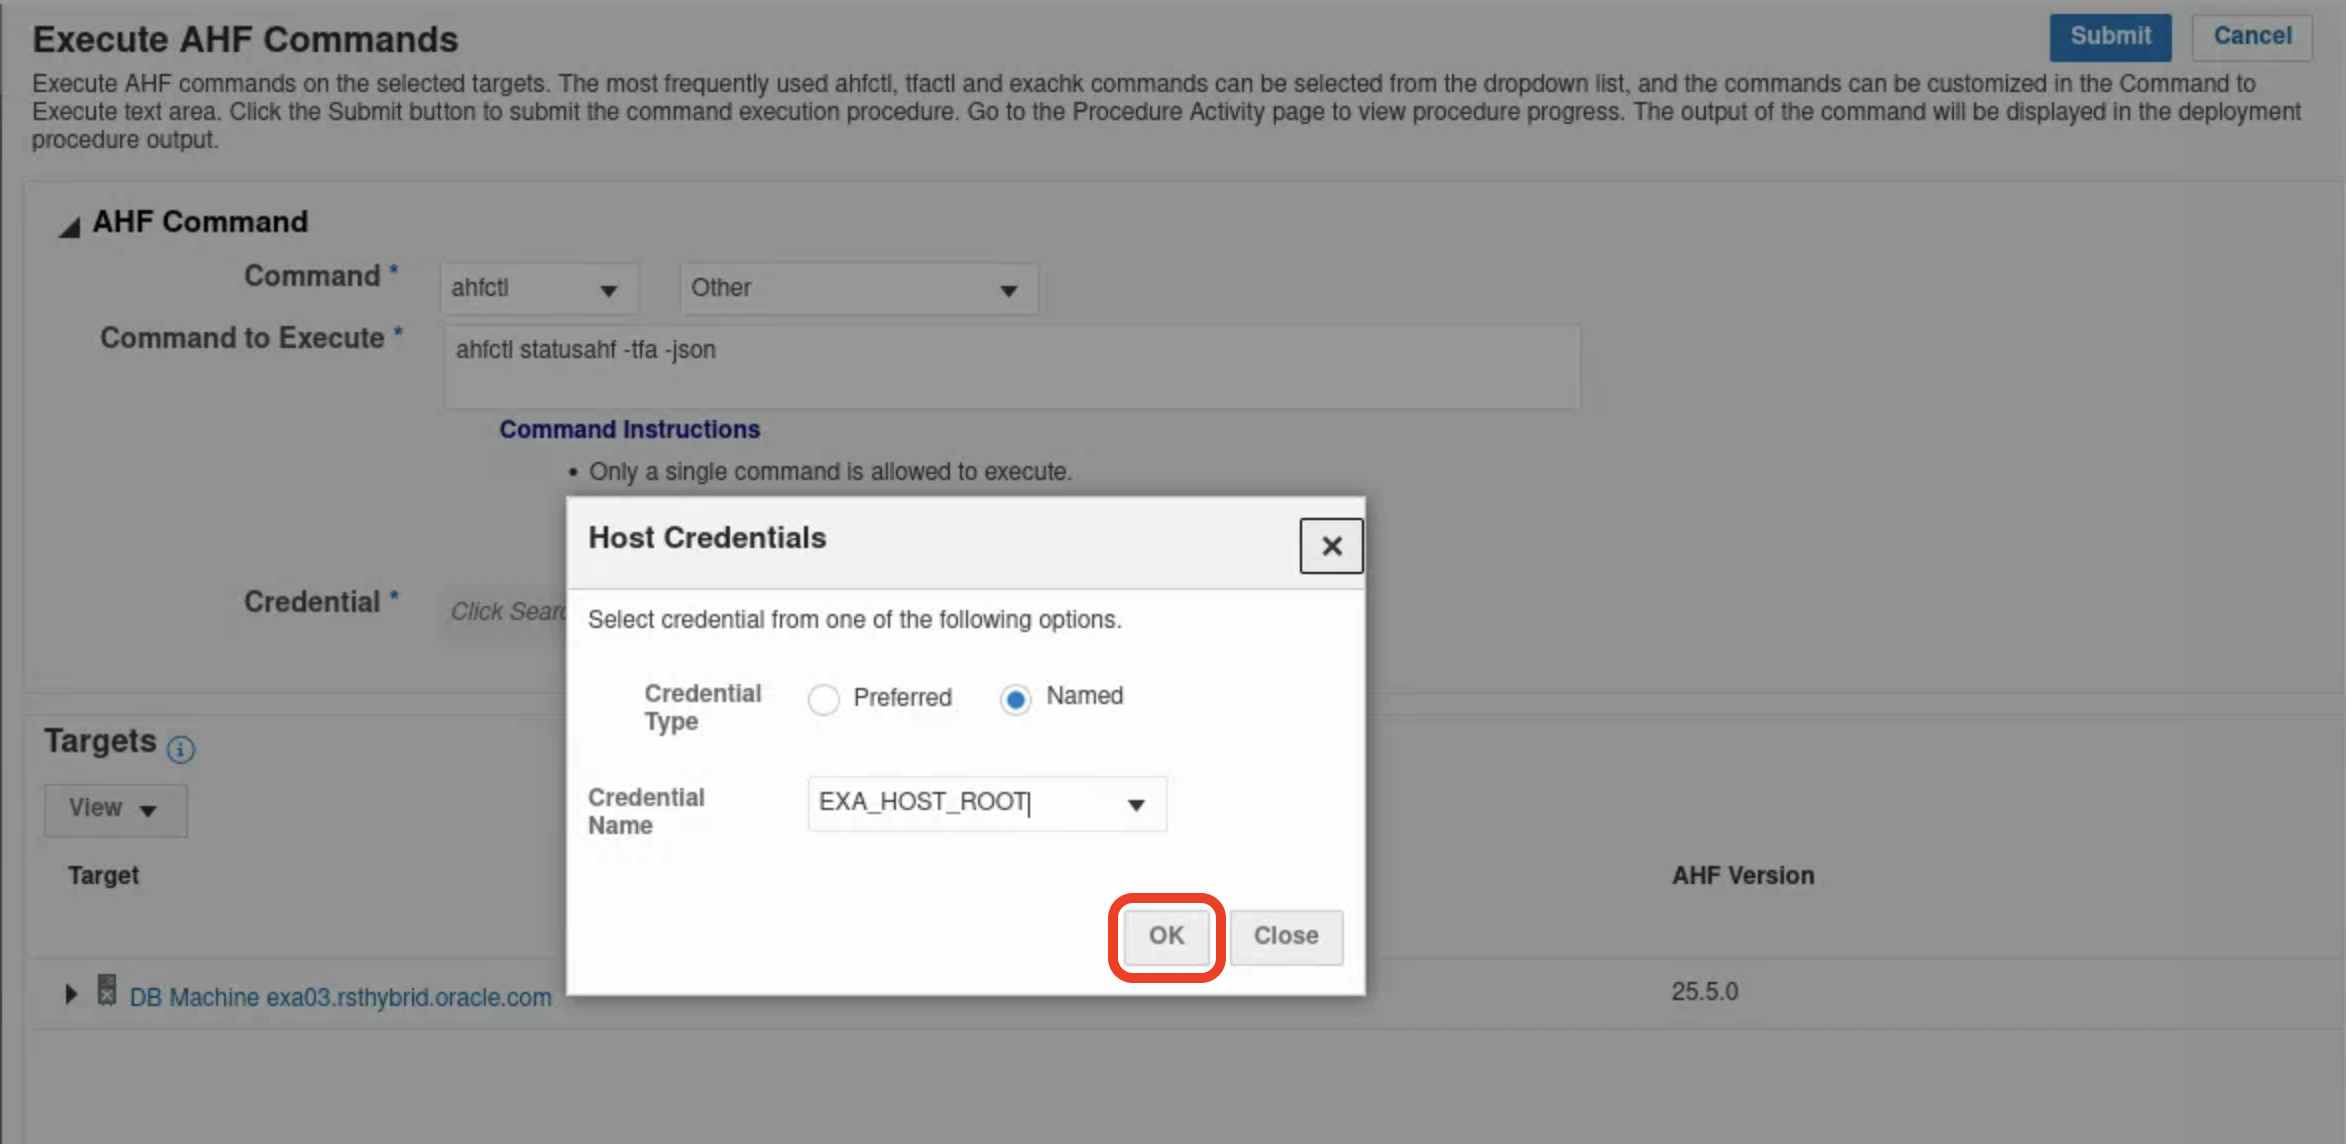 Execute AHF Commands
Submit
Cancel
Execute AHF commands on the selected targets. The most frequently used ahfctl, tfactl and exachk commands can be selected from the dropdown list, and the commands can be customized in the Command to
Execute text area. Click the Submit button to submit the command execution procedure. Go to the Procedure Activity page to view procedure progress. The output of the command will be displayed in the deployment
procedure output.
AHF Command
Command *
ahfctl
Other
Command to Execute *
ahfctl statusahf -tfa -json
Command Instructions
• Only a single command is allowed to execute.
Host Credentials
Credential *
Click Searc
Select credential from one of the following options.
Credential
Type
Preferred
Named
Targets
View
Credential
Name
EXA_HOST_ROOT
Target
AHF Version
OK
Close
DB Machine exa03.rsthybrid.oracle.com
25.5.0